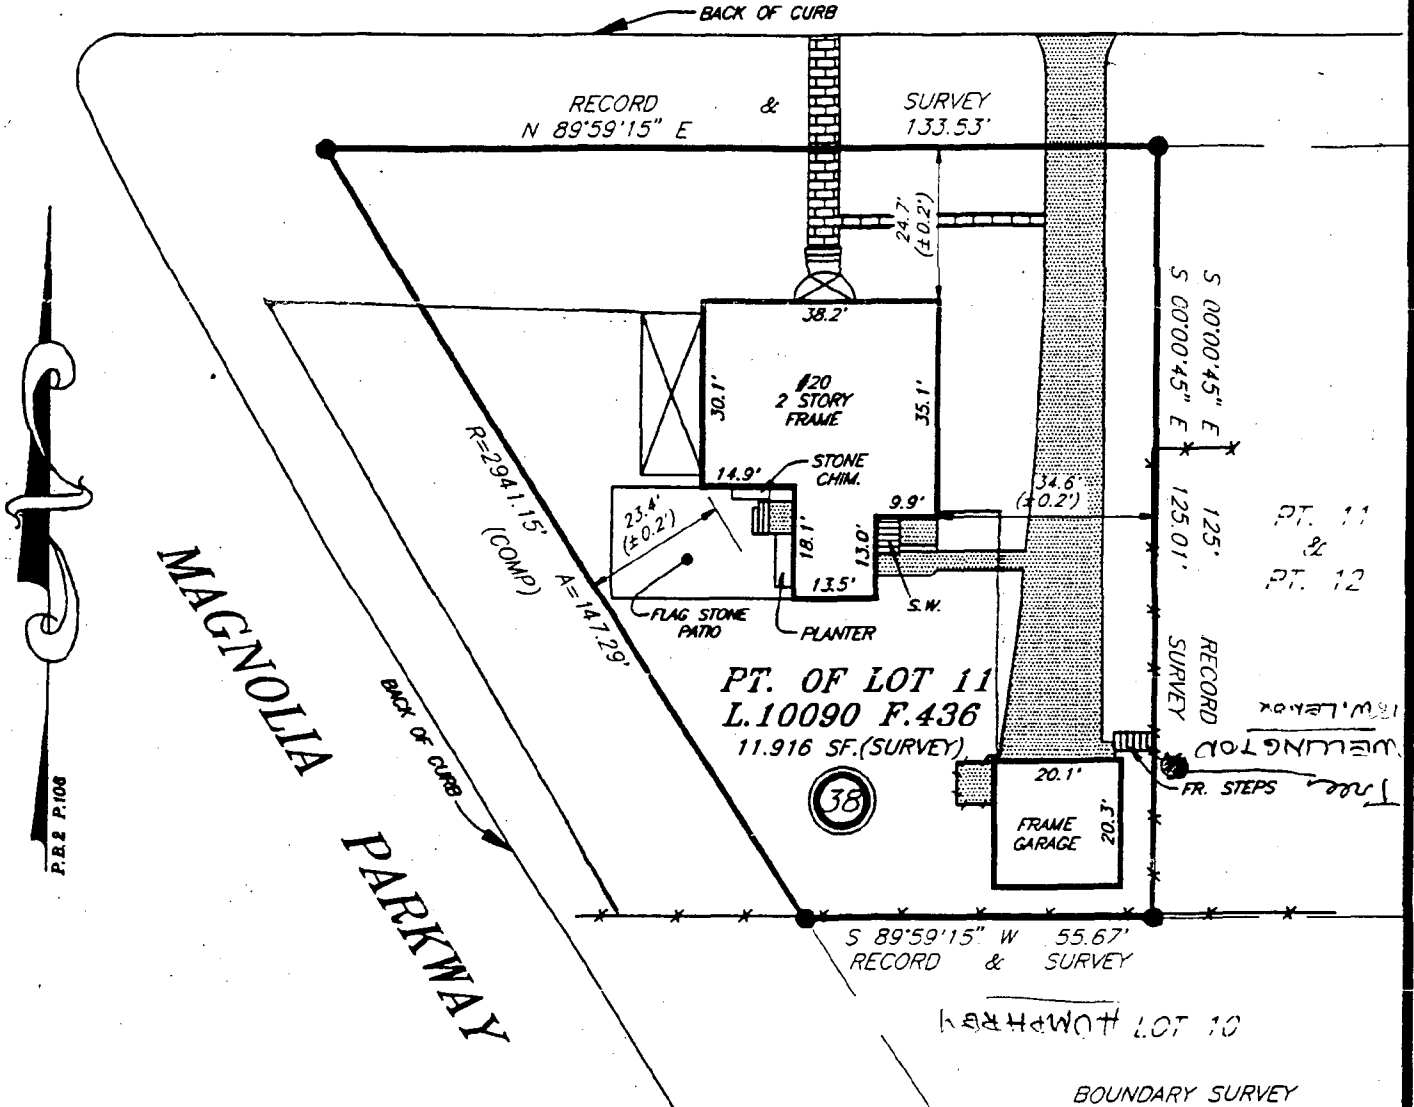 BACK OF CURB
RECORD & SURVEY
N 89°59'15" E 133.53'
24.7'
(±0.2')
38.2'
#20
2 STORY
FRAME
30.1'
35.1'
14.9'
STONE
CHIM.
9.9'
34.6'
(±0.2')
S 00°00'45" E 125' RECORD
S 00°00'45" E 125.01' SURVEY
PT. 11
&
PT. 12
R=2941.15'
(COMP)
A=147.29'
23.4'
(±0.2')
18.1'
13.0'
13.5'
S.W.
FLAG STONE
PATIO
PLANTER
MAGNOLIA
PARKWAY
BACK OF CURB
PT. OF LOT 11
L.10090 F.436
11.916 SF.(SURVEY)
38
20.1'
FRAME
GARAGE
20.3'
FR. STEPS
W.LENOX
WELLINGTON
Tree
P.B.2 P.106
S 89°59'15" W 55.67'
RECORD & SURVEY
HUMPHREY
LOT 10
BOUNDARY SURVEY